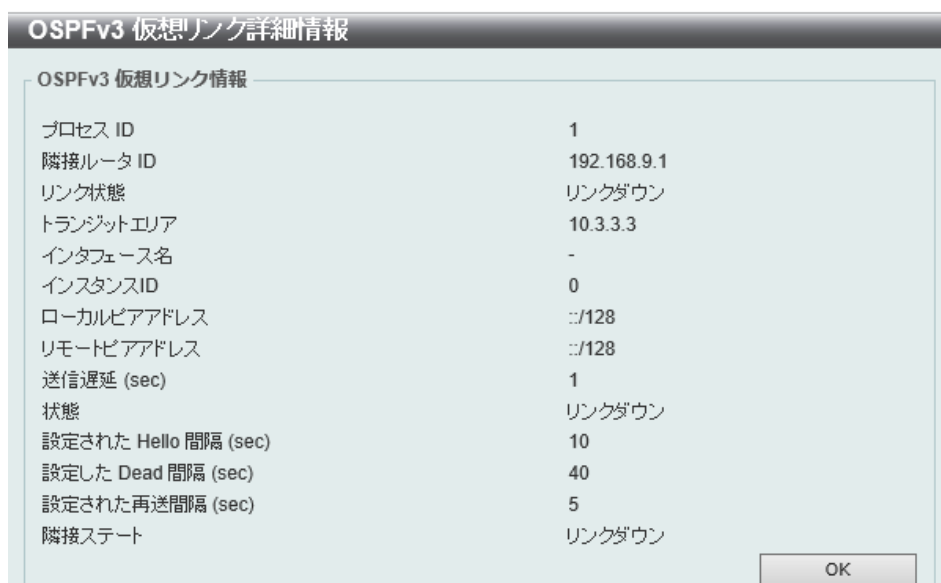 OSPFv3 仮想リンク詳細情報
OSPFv3 仮想リンク情報
プロセス ID 1
隣接ルータ ID 192.168.9.1
リンク状態 リンクダウン
トランジットエリア 10.3.3.3
インタフェース名 -
インスタンスID 0
ローカルピアアドレス ::/128
リモートピアアドレス ::/128
送信遅延 (sec) 1
状態 リンクダウン
設定された Hello 間隔 (sec) 10
設定した Dead 間隔 (sec) 40
設定された再送間隔 (sec) 5
隣接ステート リンクダウン
OK